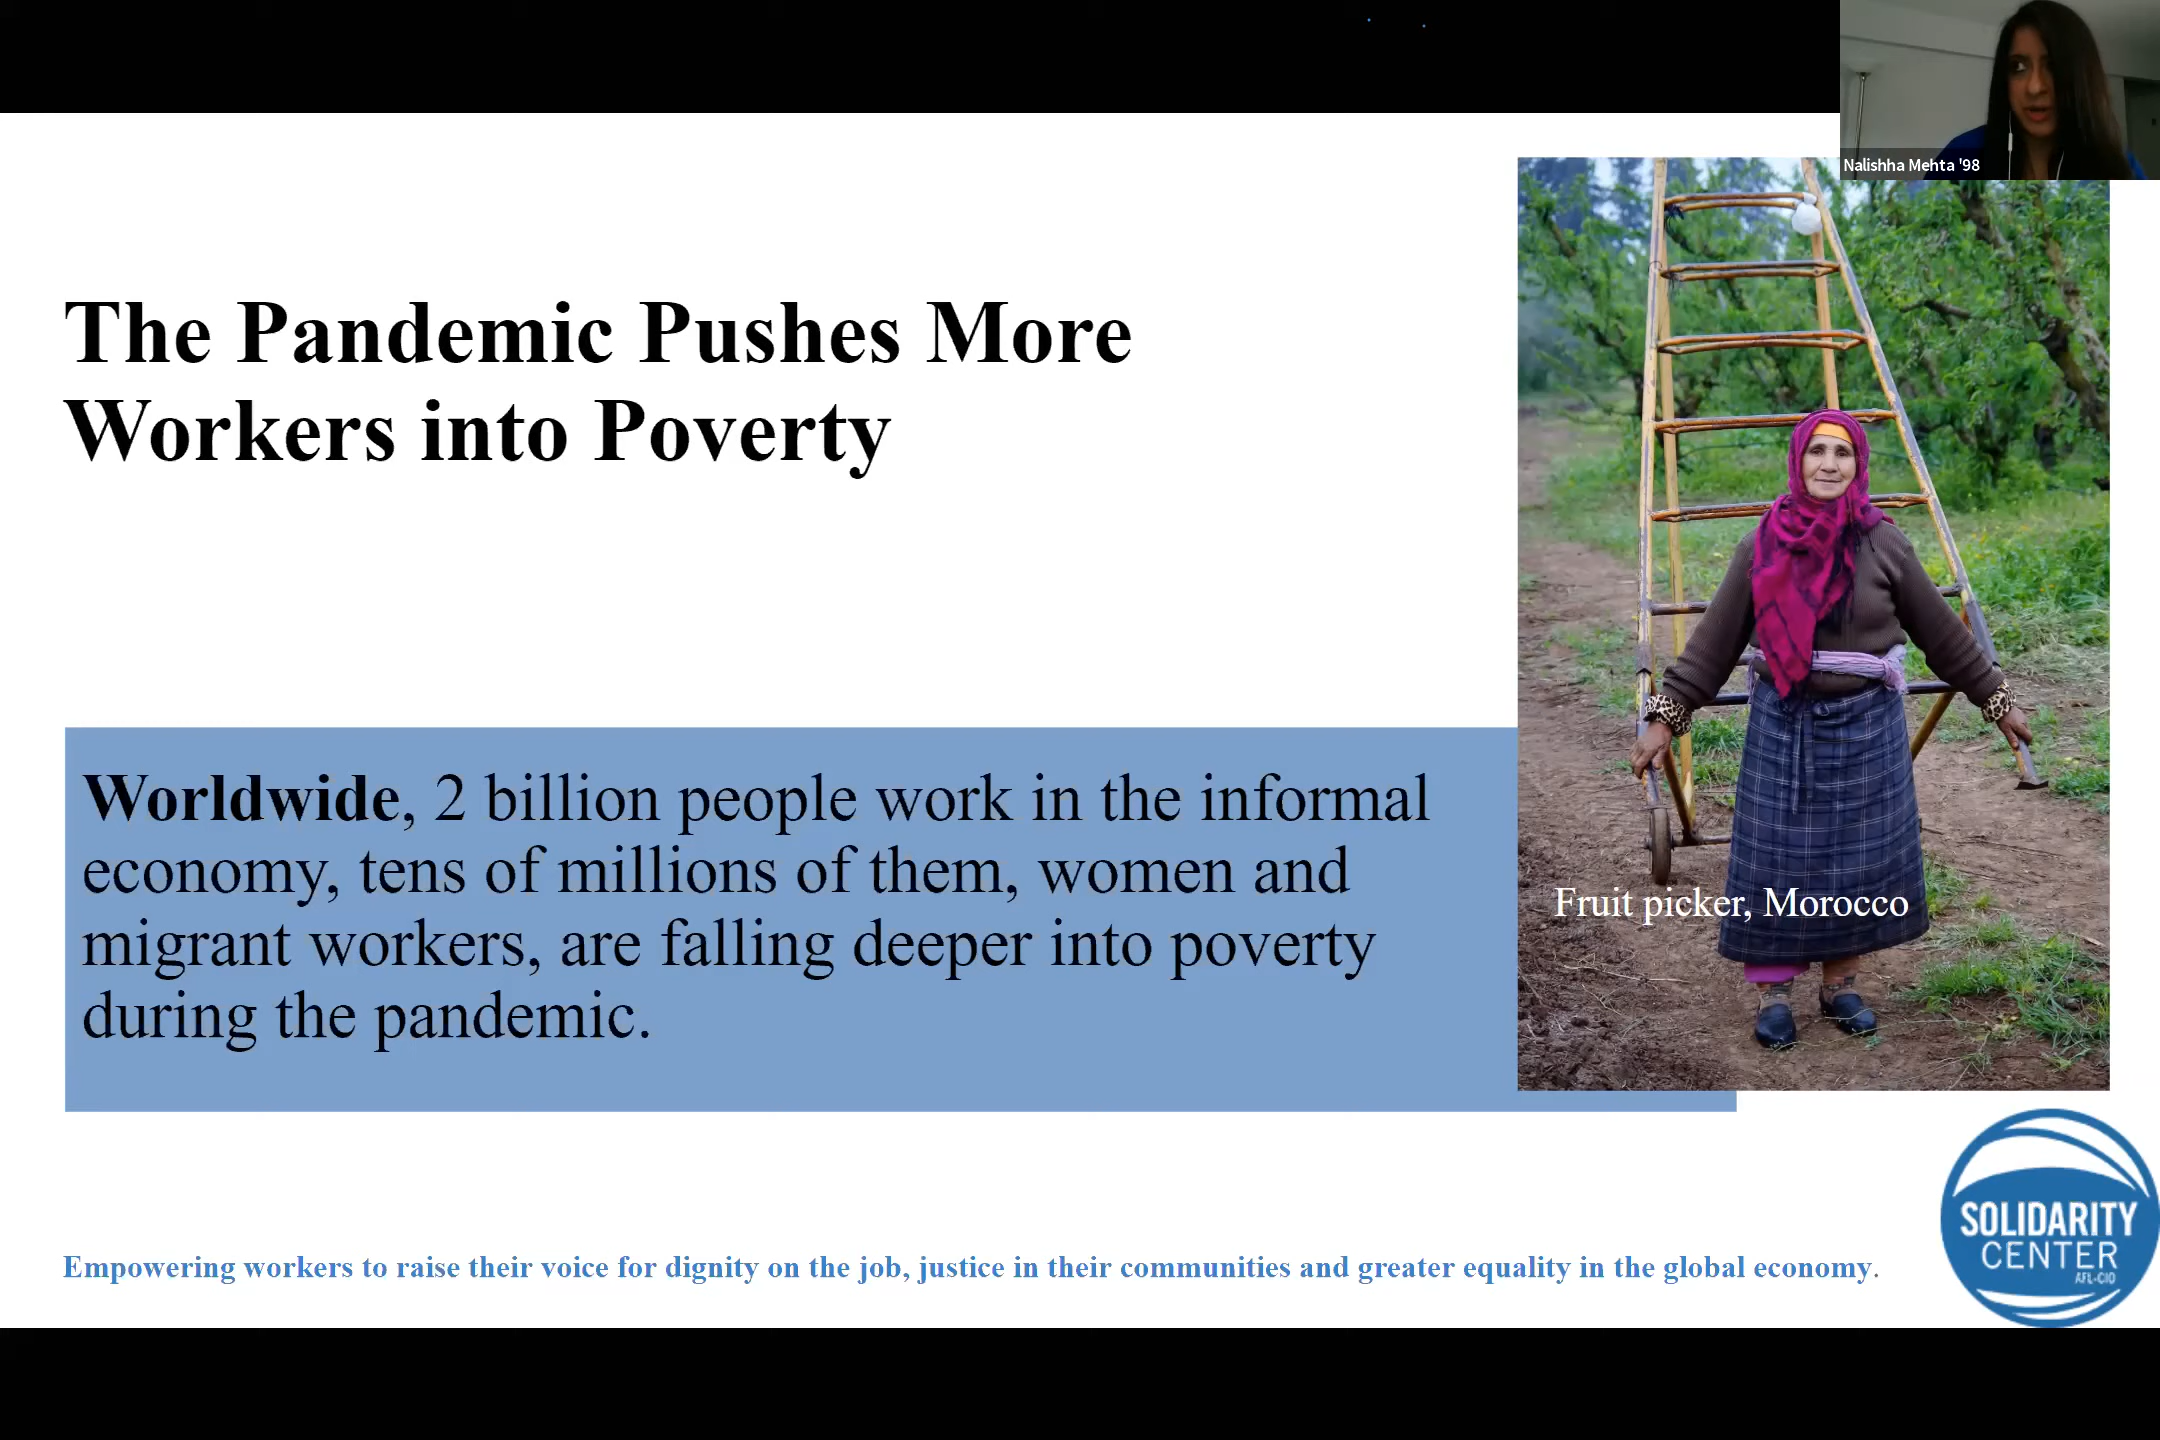 Nalishha Mehta '98
The Pandemic Pushes More
Workers into Poverty
Worldwide, 2 billion people work in the informal
economy, tens of millions of them, women and
migrant workers, are falling deeper into poverty
during the pandemic.
Fruit picker, Morocco
Empowering workers to raise their voice for dignity on the job, justice in their communities and greater equality in the global economy.
SOLIDARITY
CENTER
AFL-CIO